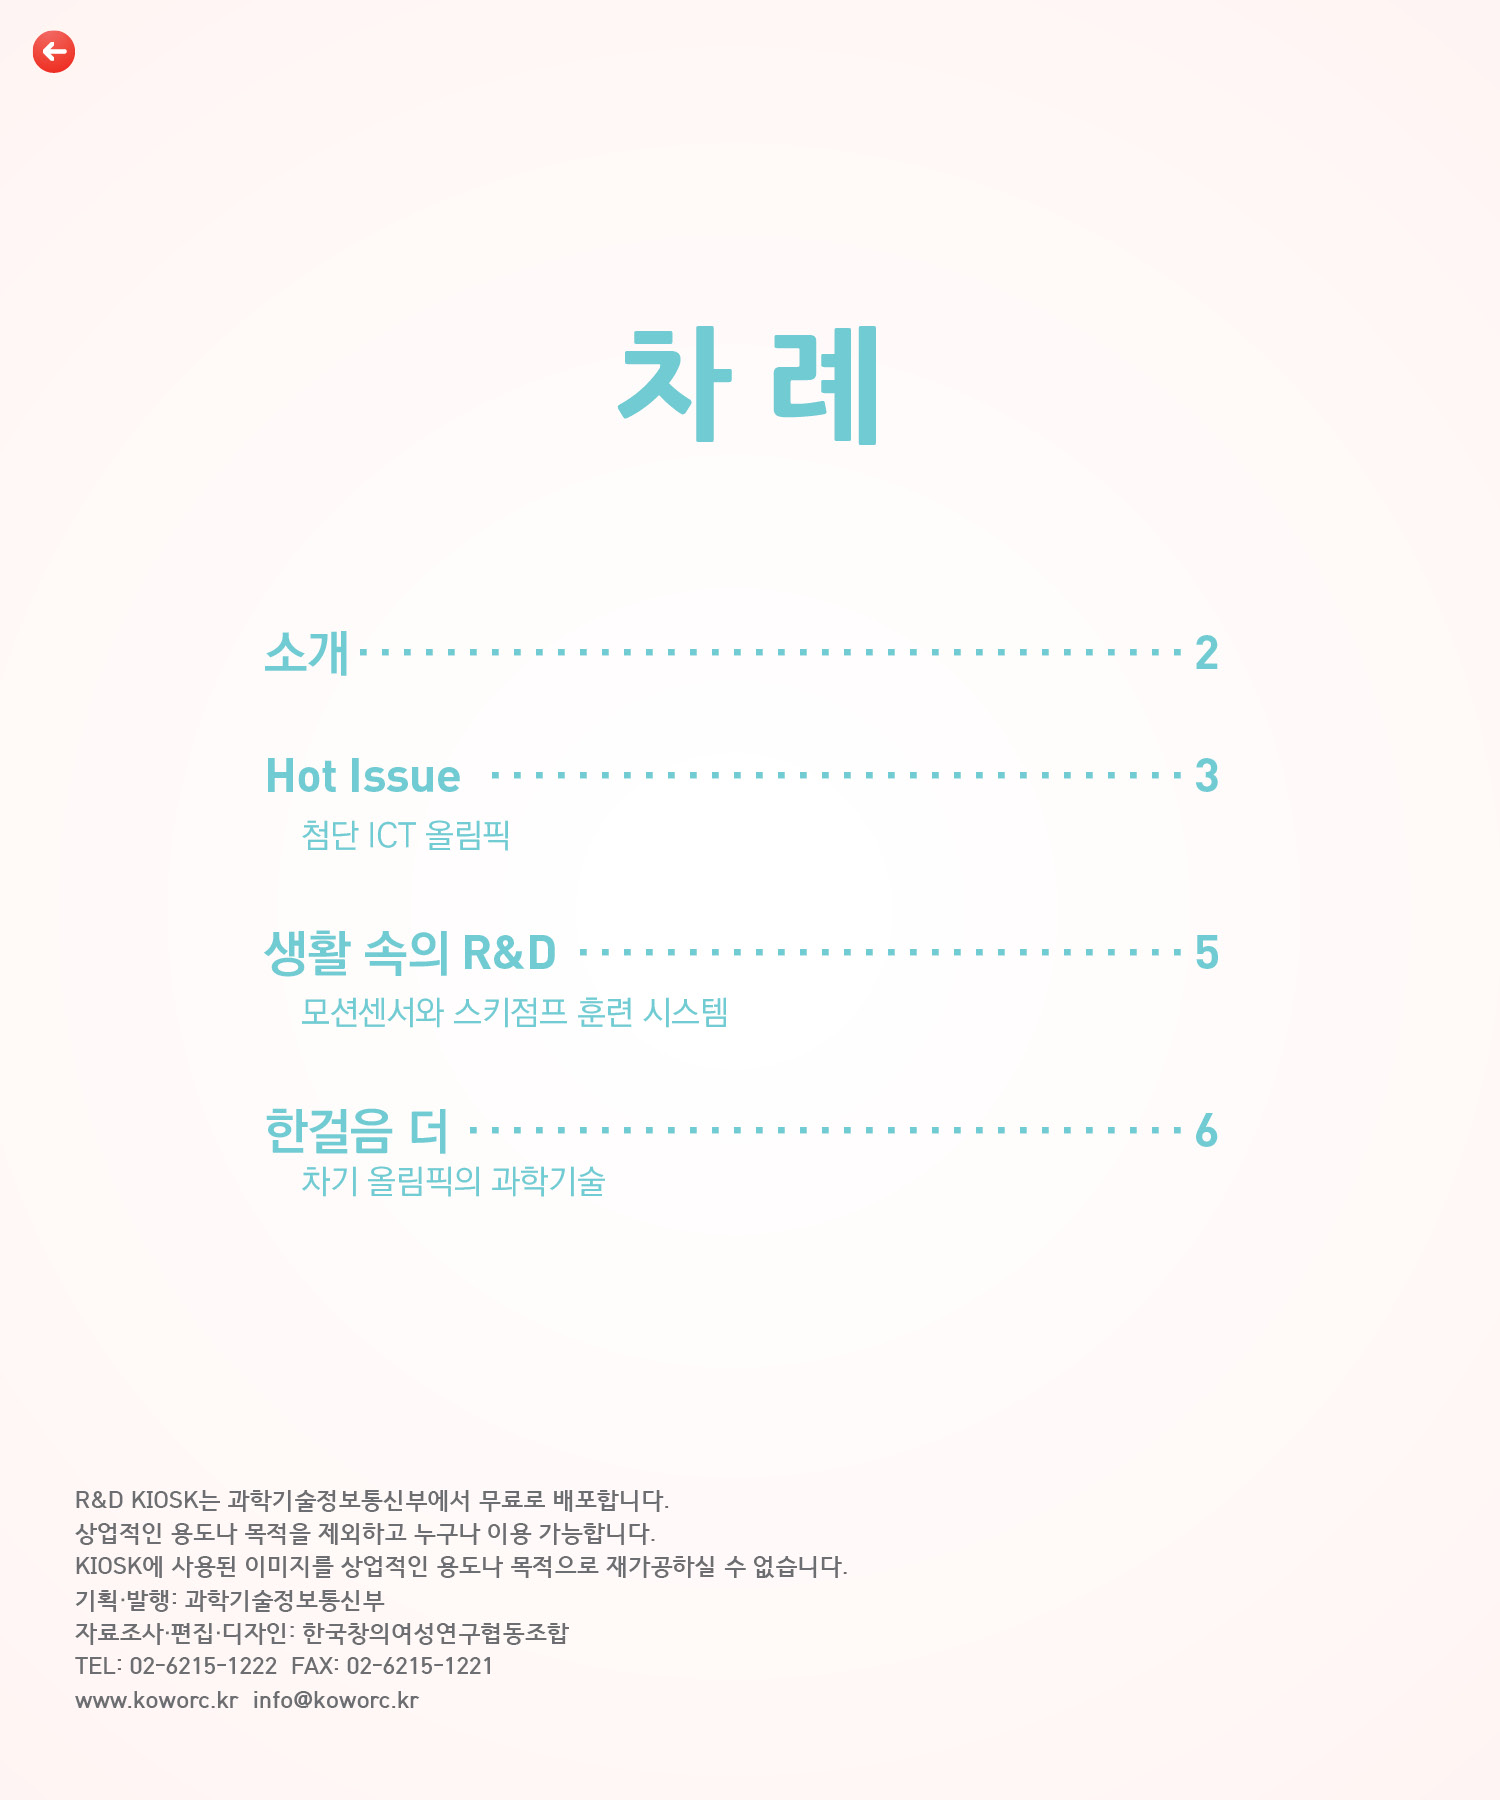 차 례
소개 ······································ 2
Hot Issue ································ 3
첨단 ICT 올림픽
생활 속의 R&D ···························· 5
모션센서와 스키점프 훈련 시스템
한걸음 더 ································· 6
차기 올림픽의 과학기술
R&D KIOSK는 과학기술정보통신부에서 무료로 배포합니다.
상업적인 용도나 목적을 제외하고 누구나 이용 가능합니다.
KIOSK에 사용된 이미지를 상업적인 용도나 목적으로 재가공하실 수 없습니다.
기획·발행: 과학기술정보통신부
자료조사·편집·디자인: 한국창의여성연구협동조합
TEL: 02-6215-1222  FAX: 02-6215-1221
www.koworc.kr  info@koworc.kr